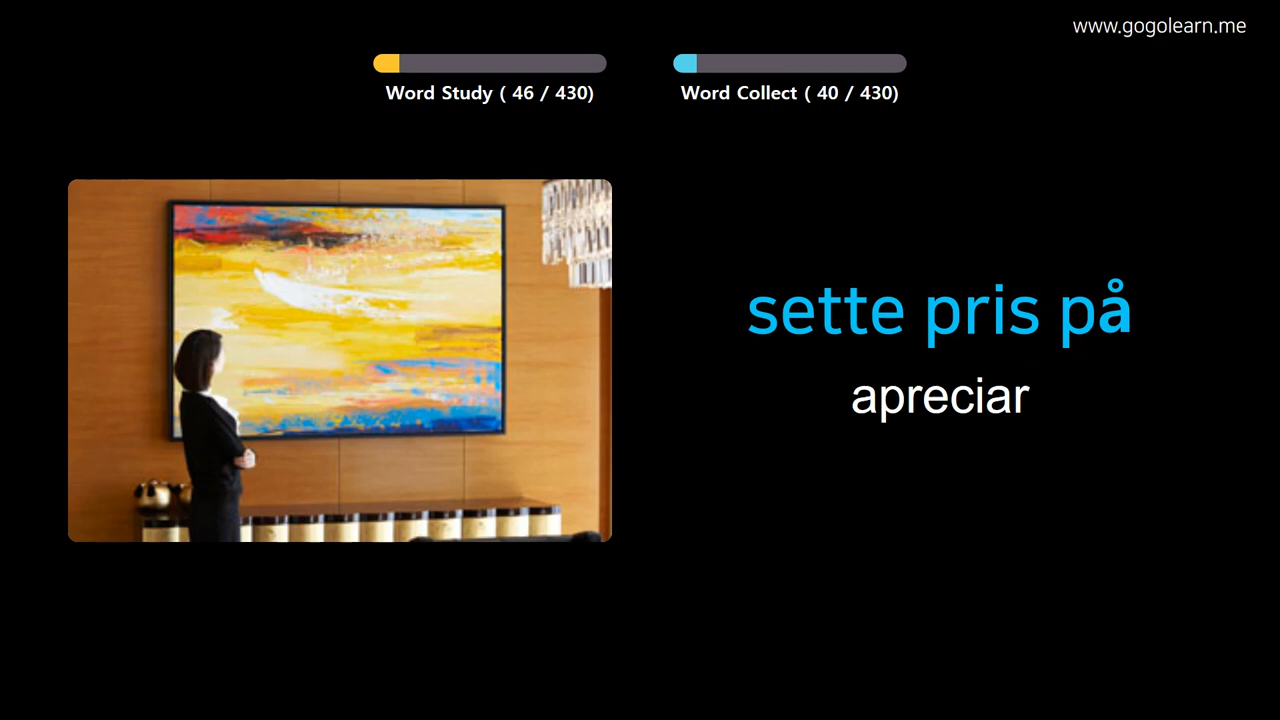 www.gogolearn.me
Word Study ( 46 / 430)
Word Collect ( 40 / 430)
sette pris på
apreciar